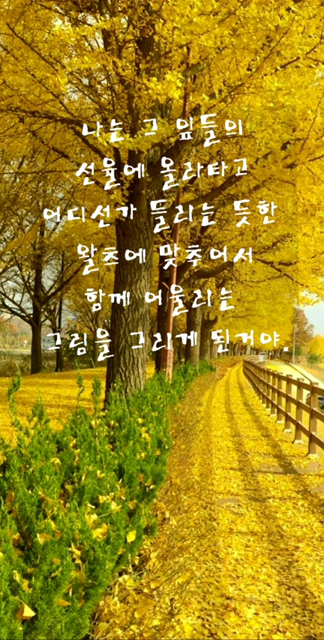 나는 그 잎들의
선율에 올라타고
어디선가 들리는 듯한
왈츠에 맞추어서
함께 어울리는
그림을 그리게 된거야.